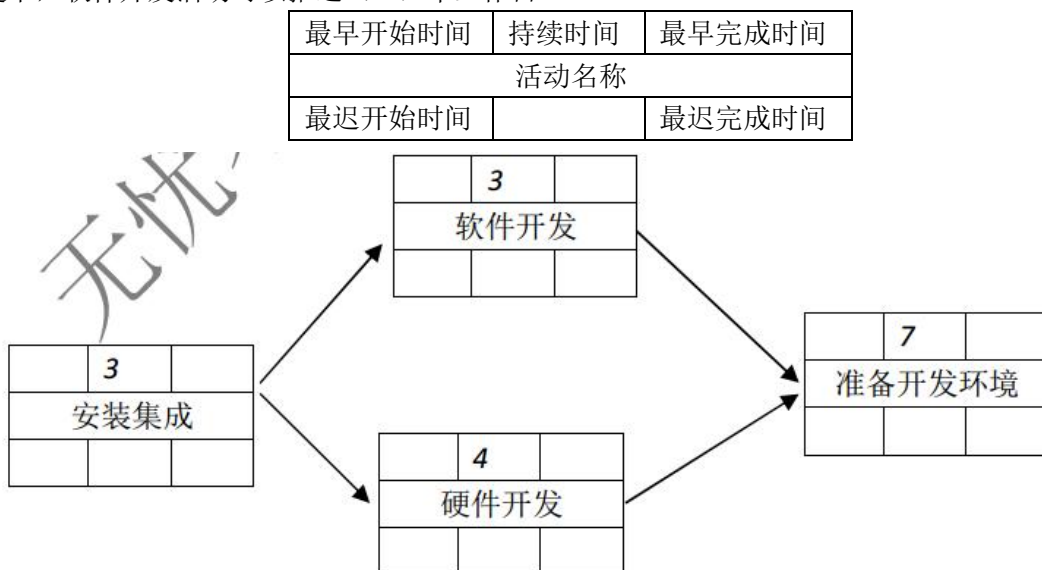 最早开始时间 持续时间 最早完成时间
活动名称
最迟开始时间 最迟完成时间
无忧
3
软件开发
3
安装集成
7
准备开发环境
4
硬件开发